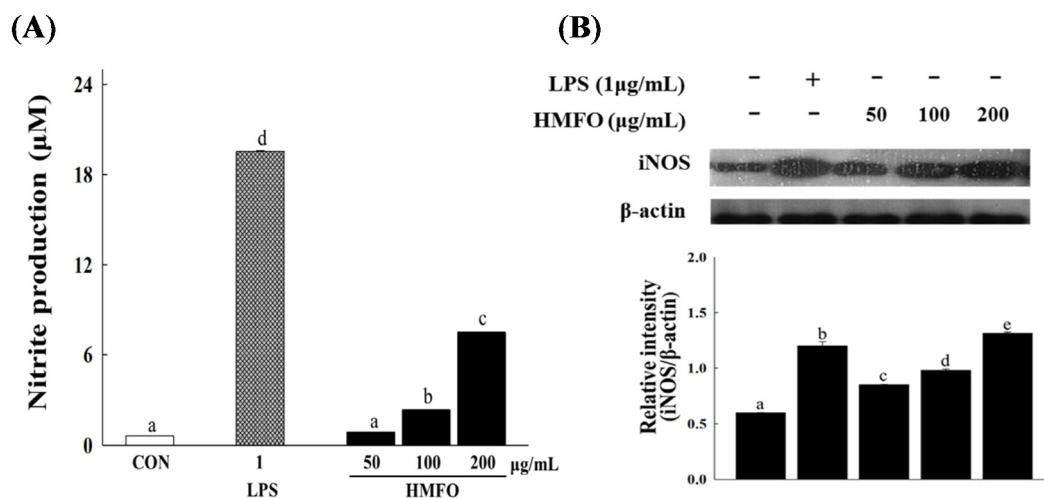 (A)
Nitrite production (μM)
24
18
12
6
0
a
d
a
b
c
CON
1
50
100
200
μg/mL
LPS
HMFO
(B)
LPS (1μg/mL)
-
+
-
-
-
HMFO (μg/mL)
-
-
50
100
200
iNOS
β-actin
Relative intensity
(iNOS/β-actin)
2.0
1.5
1.0
0.5
0.0
a
b
c
d
e